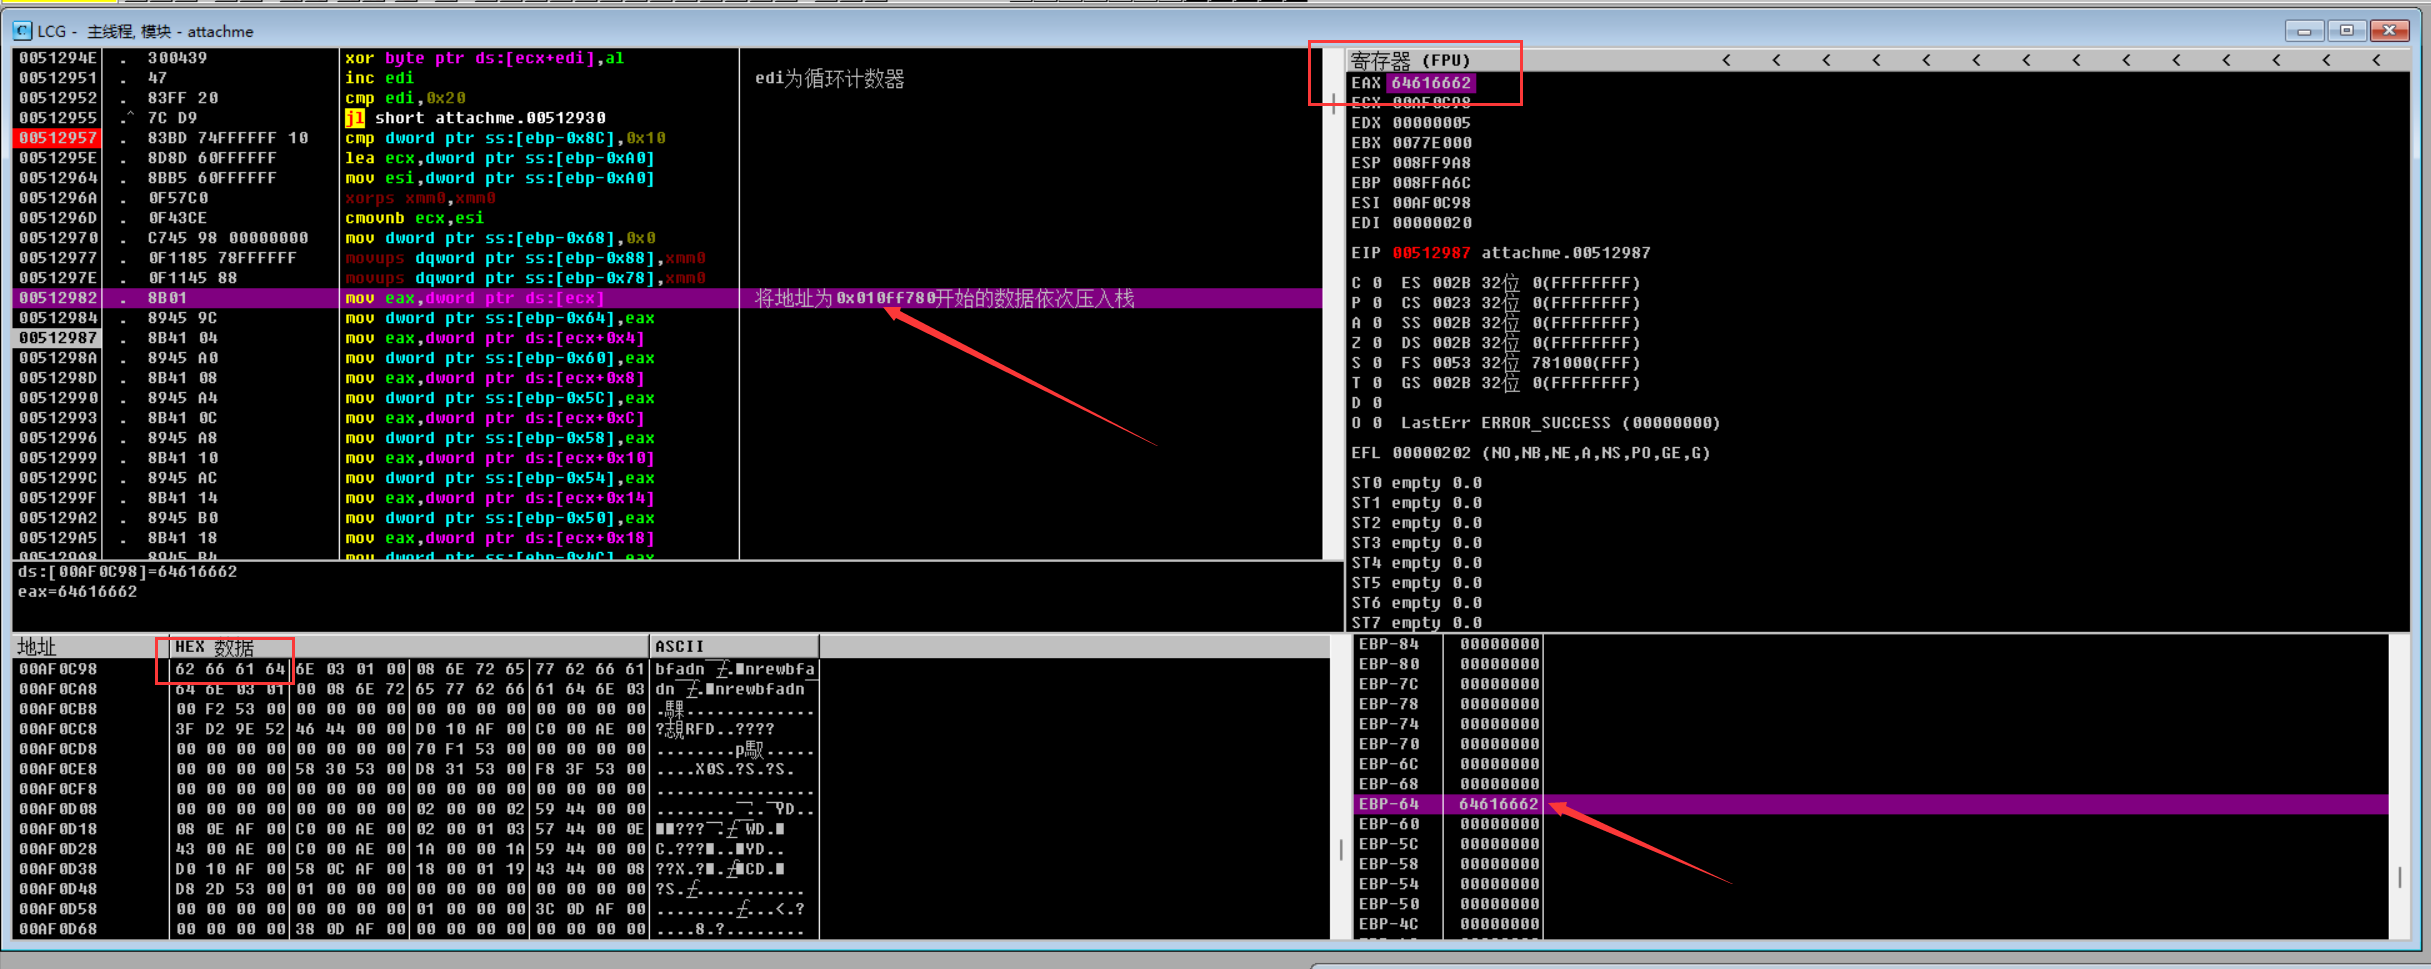 LCG - 主线程, 模块 - attachme
0051294E . 300439 xor byte ptr ds:[ecx+edi],al
00512951 . 47 inc edi edi为循环计数器
00512952 . 83FF 20 cmp edi,0x20
00512955 .^ 7C D9 jl short attachme.00512930
00512957 . 83BD 74FFFFFF 10 cmp dword ptr ss:[ebp-0x8C],0x10
0051295E . 8D8D 60FFFFFF lea ecx,dword ptr ss:[ebp-0xA0]
00512964 . 8BB5 60FFFFFF mov esi,dword ptr ss:[ebp-0xA0]
0051296A . 0F57C0 xorps xmm0,xmm0
0051296D . 0F43CE cmovnb ecx,esi
00512970 . C745 98 00000000 mov dword ptr ss:[ebp-0x68],0x0
00512977 . 0F1185 78FFFFFF movups dqword ptr ss:[ebp-0x88],xmm0
0051297E . 0F1145 88 movups dqword ptr ss:[ebp-0x78],xmm0
00512982 . 8B01 mov eax,dword ptr ds:[ecx] 将地址为0x010ff780开始的数据依次压入栈
00512984 . 8945 9C mov dword ptr ss:[ebp-0x64],eax
00512987 . 8B41 04 mov eax,dword ptr ds:[ecx+0x4]
0051298A . 8945 A0 mov dword ptr ss:[ebp-0x60],eax
0051298D . 8B41 08 mov eax,dword ptr ds:[ecx+0x8]
00512990 . 8945 A4 mov dword ptr ss:[ebp-0x5C],eax
00512993 . 8B41 0C mov eax,dword ptr ds:[ecx+0xC]
00512996 . 8945 A8 mov dword ptr ss:[ebp-0x58],eax
00512999 . 8B41 10 mov eax,dword ptr ds:[ecx+0x10]
0051299C . 8945 AC mov dword ptr ss:[ebp-0x54],eax
0051299F . 8B41 14 mov eax,dword ptr ds:[ecx+0x14]
005129A2 . 8945 B0 mov dword ptr ss:[ebp-0x50],eax
005129A5 . 8B41 18 mov eax,dword ptr ds:[ecx+0x18]
005129A8 . 8945 B4 mov dword ptr ss:[ebp-0x4C],eax
ds:[00AF0C98]=64616662
eax=64616662
寄存器 (FPU) < < < < < < < < < < < < < <
EAX 64616662
ECX 00AF0C98
EDX 00000005
EBX 0077E000
ESP 008FF9A8
EBP 008FFA6C
ESI 00AF0C98
EDI 00000020
EIP 00512987 attachme.00512987
C 0 ES 002B 32位 0(FFFFFFFF)
P 0 CS 0023 32位 0(FFFFFFFF)
A 0 SS 002B 32位 0(FFFFFFFF)
Z 0 DS 002B 32位 0(FFFFFFFF)
S 0 FS 0053 32位 781000(FFF)
T 0 GS 002B 32位 0(FFFFFFFF)
D 0
O 0 LastErr ERROR_SUCCESS (00000000)
EFL 00000202 (NO,NB,NE,A,NS,PO,GE,G)
ST0 empty 0.0
ST1 empty 0.0
ST2 empty 0.0
ST3 empty 0.0
ST4 empty 0.0
ST5 empty 0.0
ST6 empty 0.0
ST7 empty 0.0
地址 HEX 数据 ASCII
00AF0C98 62 66 61 64 6E 03 01 00 08 6E 72 65 77 62 66 61 bfadn .nrewbfa
00AF0CA8 64 6E 03 01 00 08 6E 72 65 77 62 66 61 64 6E 03 dn .nrewbfadn
00AF0CB8 00 F2 53 00 00 00 00 00 00 00 00 00 00 00 00 00 .騍.............
00AF0CC8 3F D2 9E 52 46 44 00 00 D0 10 AF 00 C0 00 AE 00 RFD..????
00AF0CD8 00 00 00 00 00 00 00 00 70 F1 53 00 00 00 00 00 ........p馭.....
00AF0CE8 00 00 00 00 58 30 53 00 D8 31 53 00 F8 3F 53 00 ....X0S.?S.?S.
00AF0CF8 00 00 00 00 00 00 00 00 00 00 00 00 00 00 00 00 ................
00AF0D08 00 00 00 00 00 00 00 00 02 00 00 02 59 44 00 00 ........ .. YD..
00AF0D18 08 0E AF 00 C0 00 AE 00 02 00 01 03 57 44 00 0E ??? . WD.
00AF0D28 43 00 AE 00 C0 00 AE 00 1A 00 00 1A 59 44 00 00 C.??? .. YD..
00AF0D38 D0 10 AF 00 58 0C AF 00 18 00 01 19 43 44 00 08 ??X.? . CD.
00AF0D48 D8 2D 53 00 01 00 00 00 00 00 00 00 00 00 00 00 ?S. ...........
00AF0D58 00 00 00 00 00 00 00 00 01 00 00 00 3C 0D AF 00 ........ ...<.?
00AF0D68 00 00 00 00 38 0D AF 00 00 00 00 00 00 00 00 00 ....8.?........
EBP-84 00000000
EBP-80 00000000
EBP-7C 00000000
EBP-78 00000000
EBP-74 00000000
EBP-70 00000000
EBP-6C 00000000
EBP-68 00000000
EBP-64 64616662
EBP-60 00000000
EBP-5C 00000000
EBP-58 00000000
EBP-54 00000000
EBP-50 00000000
EBP-4C 00000000